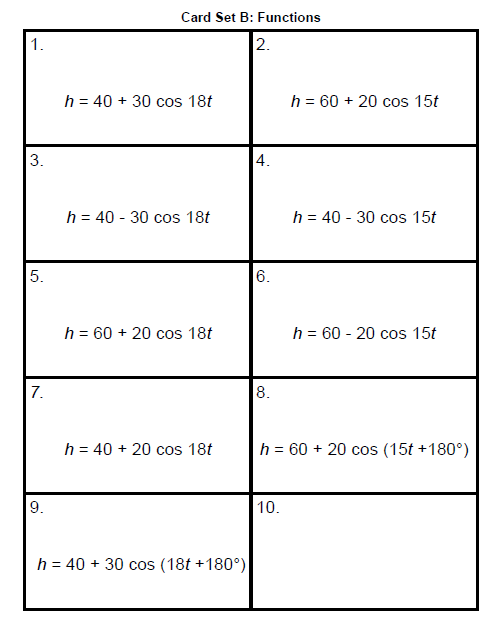 Card Set B: Functions
1.
h = 40 + 30 cos 18t
2.
h = 60 + 20 cos 15t
3.
h = 40 - 30 cos 18t
4.
h = 40 - 30 cos 15t
5.
h = 60 + 20 cos 18t
6.
h = 60 - 20 cos 15t
7.
h = 40 + 20 cos 18t
8.
h = 60 + 20 cos (15t +180°)
9.
h = 40 + 30 cos (18t +180°)
10.